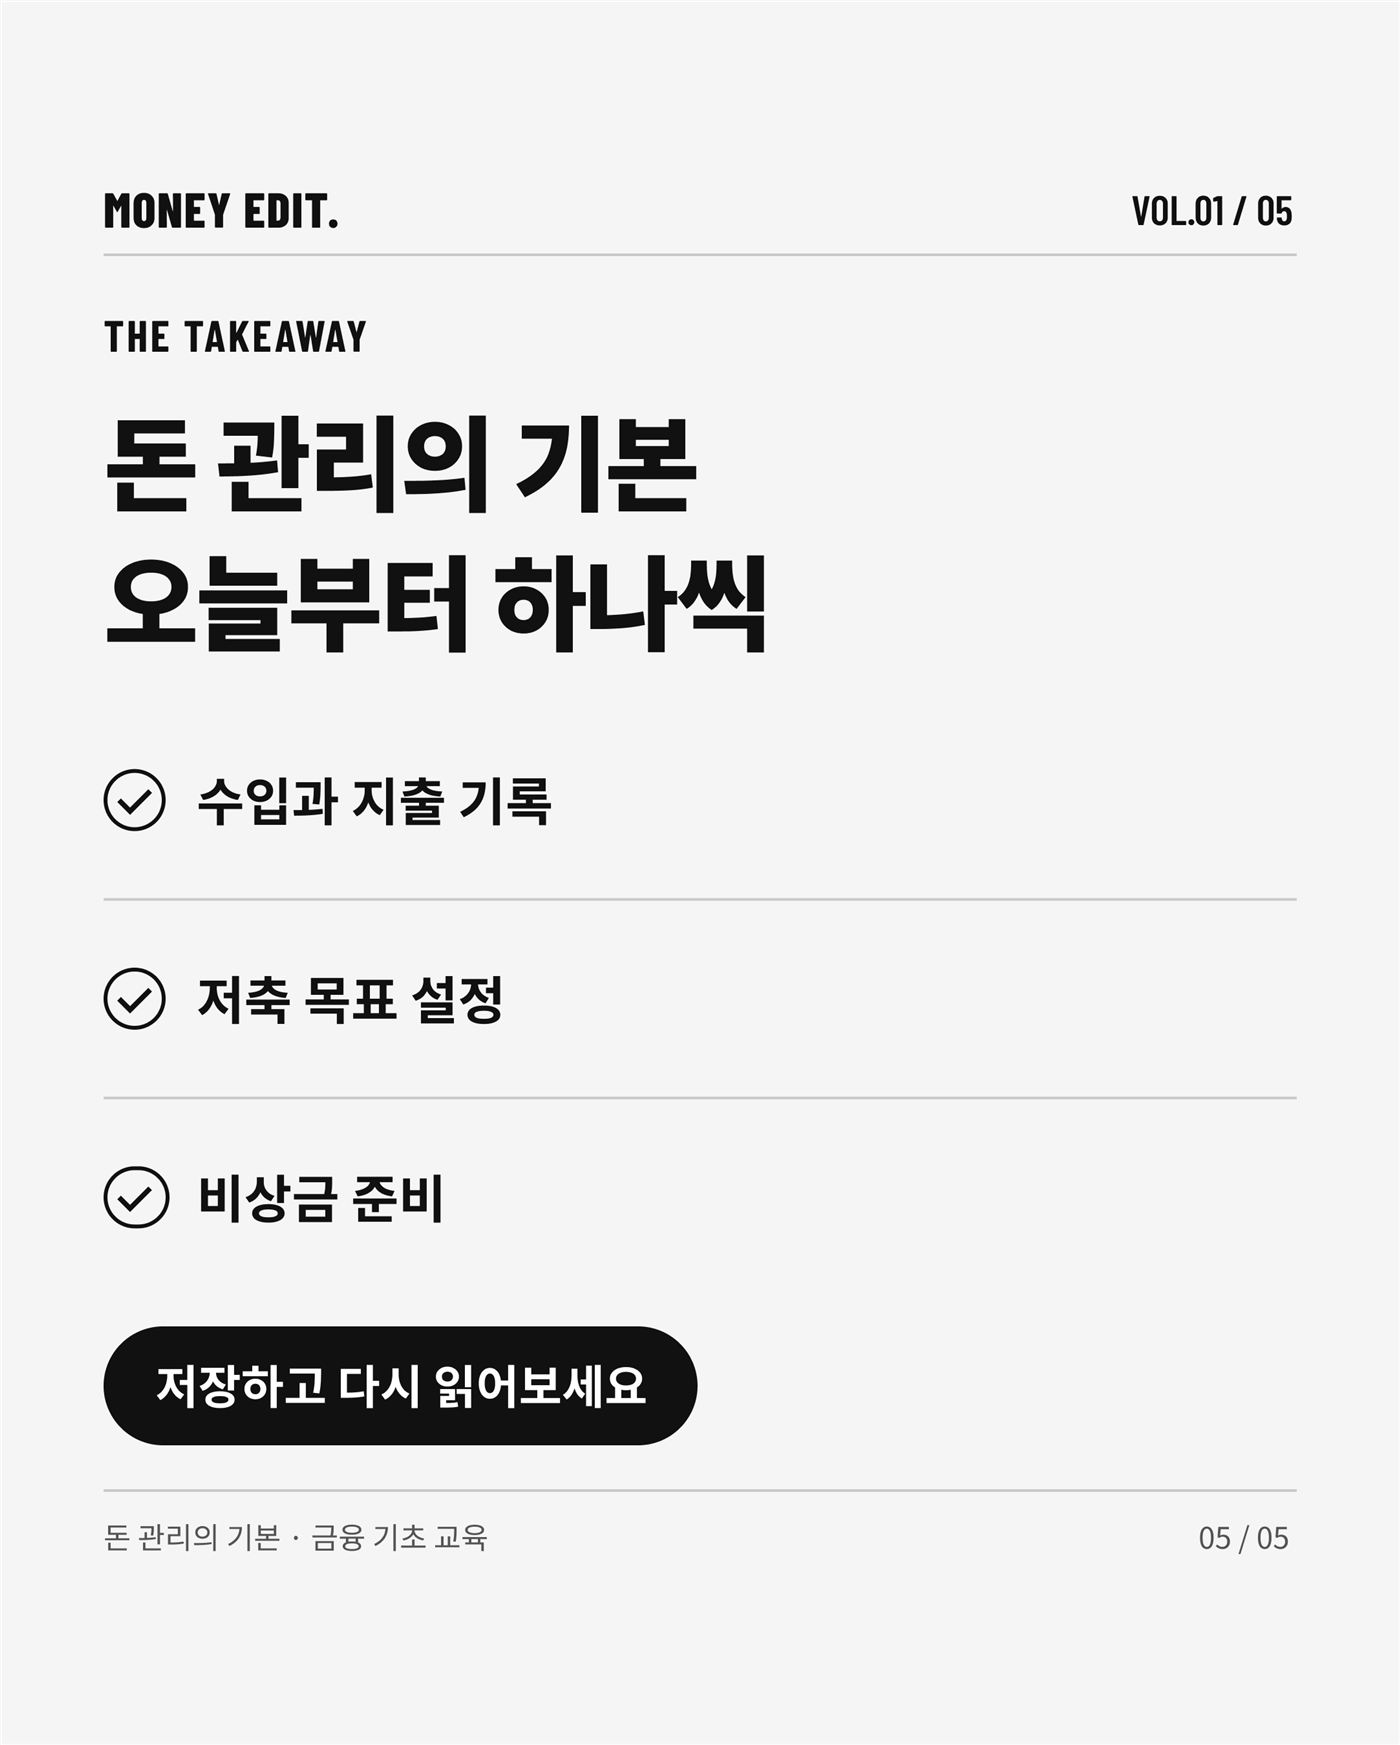 MONEY EDIT.
VOL.01 / 05
THE TAKEAWAY
돈 관리의 기본
오늘부터 하나씩
수입과 지출 기록
저축 목표 설정
비상금 준비
저장하고 다시 읽어보세요
돈 관리의 기본 · 금융 기초 교육
05 / 05